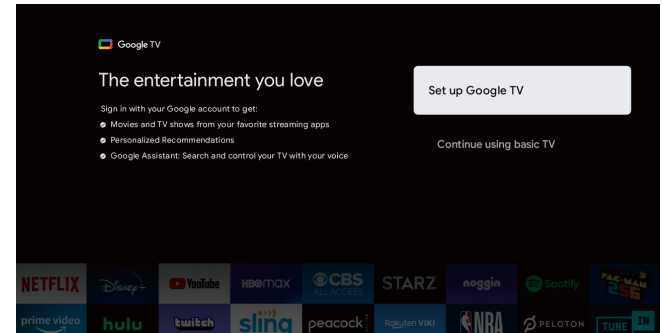 Google TV
The entertainment you love
Set up Google TV
Sign in with your Google account to get:
Movies and TV shows from your favorite streaming apps
Personalized Recommendations
Continue using basic TV
Google Assistant: Search and control your TV with your voice
NETFLIX
Disney+
YouTube
HBOMAX
CBS
ALL ACCESS
STARZ
noggin
Spotify
PAC-MAN
256
prime video
hulu
twitch
sling
peacock
Rakuten VIKI
NBA
PELOTON
TUNE IN